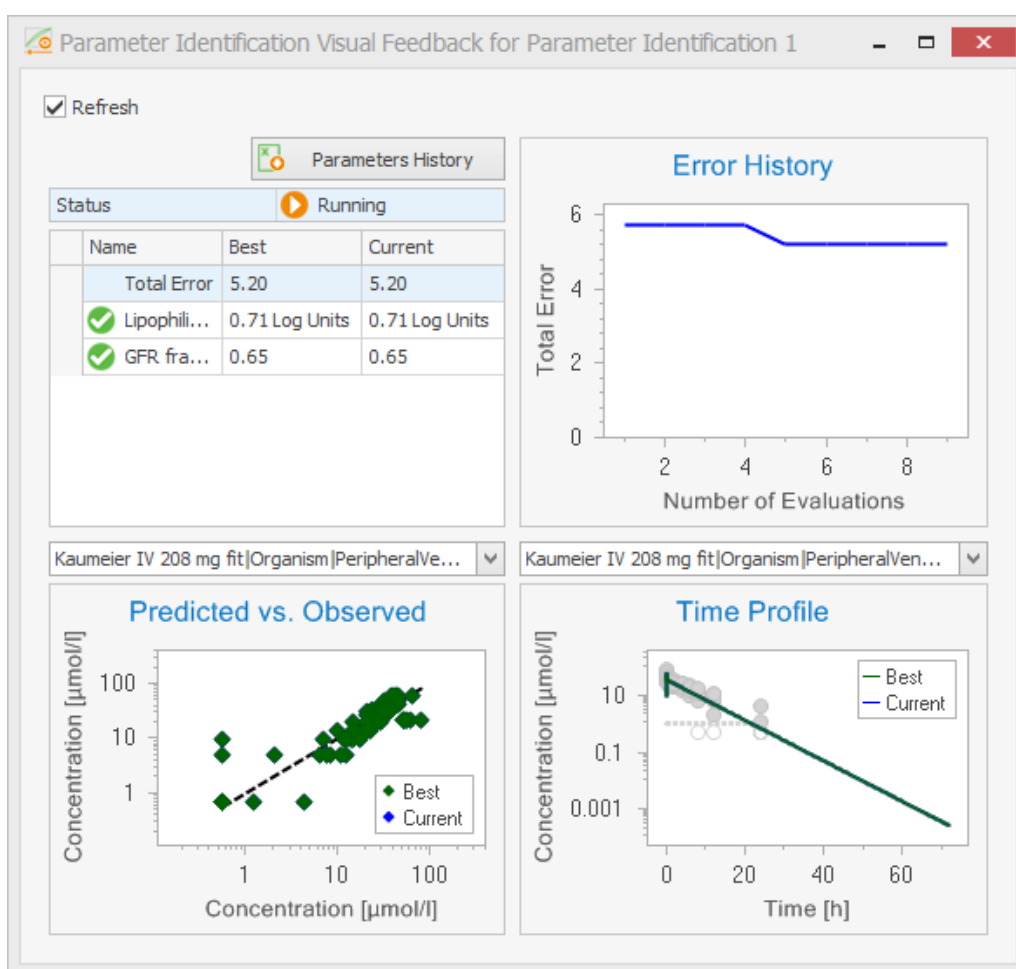 Parameter Identification Visual Feedback for Parameter Identification 1
Refresh
Parameters History
Status Running
Name Best Current
Total Error 5.20 5.20
Lipophili... 0.71 Log Units 0.71 Log Units
GFR fra... 0.65 0.65
Error History
Total Error
6
4
2
0
2 4 6 8
Number of Evaluations
Kaumeier IV 208 mg fit|Organism|PeripheralVe...
Kaumeier IV 208 mg fit|Organism|PeripheralVen...
Predicted vs. Observed
Concentration [µmol/l]
100
10
1
Best
Current
1 10 100
Concentration [µmol/l]
Time Profile
Concentration [µmol/l]
10
0.1
0.001
Best
Current
0 20 40 60
Time [h]